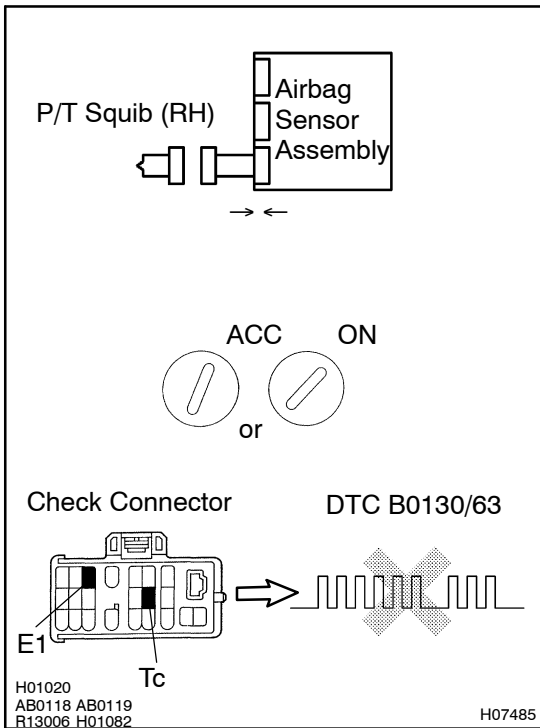 P/T Squib (RH)
Airbag
Sensor
Assembly
ACC
ON
or
Check Connector
DTC B0130/63
E1
Tc
H01020
AB0118 AB0119
R13006 H01082
H07485